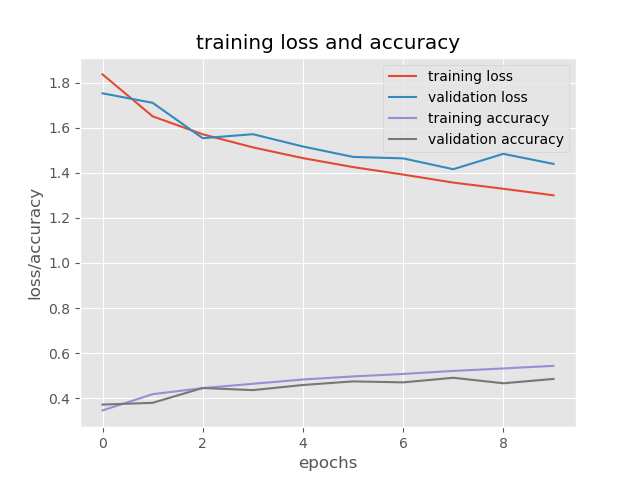 training loss and accuracy
training loss
validation loss
training accuracy
validation accuracy
loss/accuracy
1.8
1.6
1.4
1.2
1.0
0.8
0.6
0.4
0 2 4 6 8
epochs